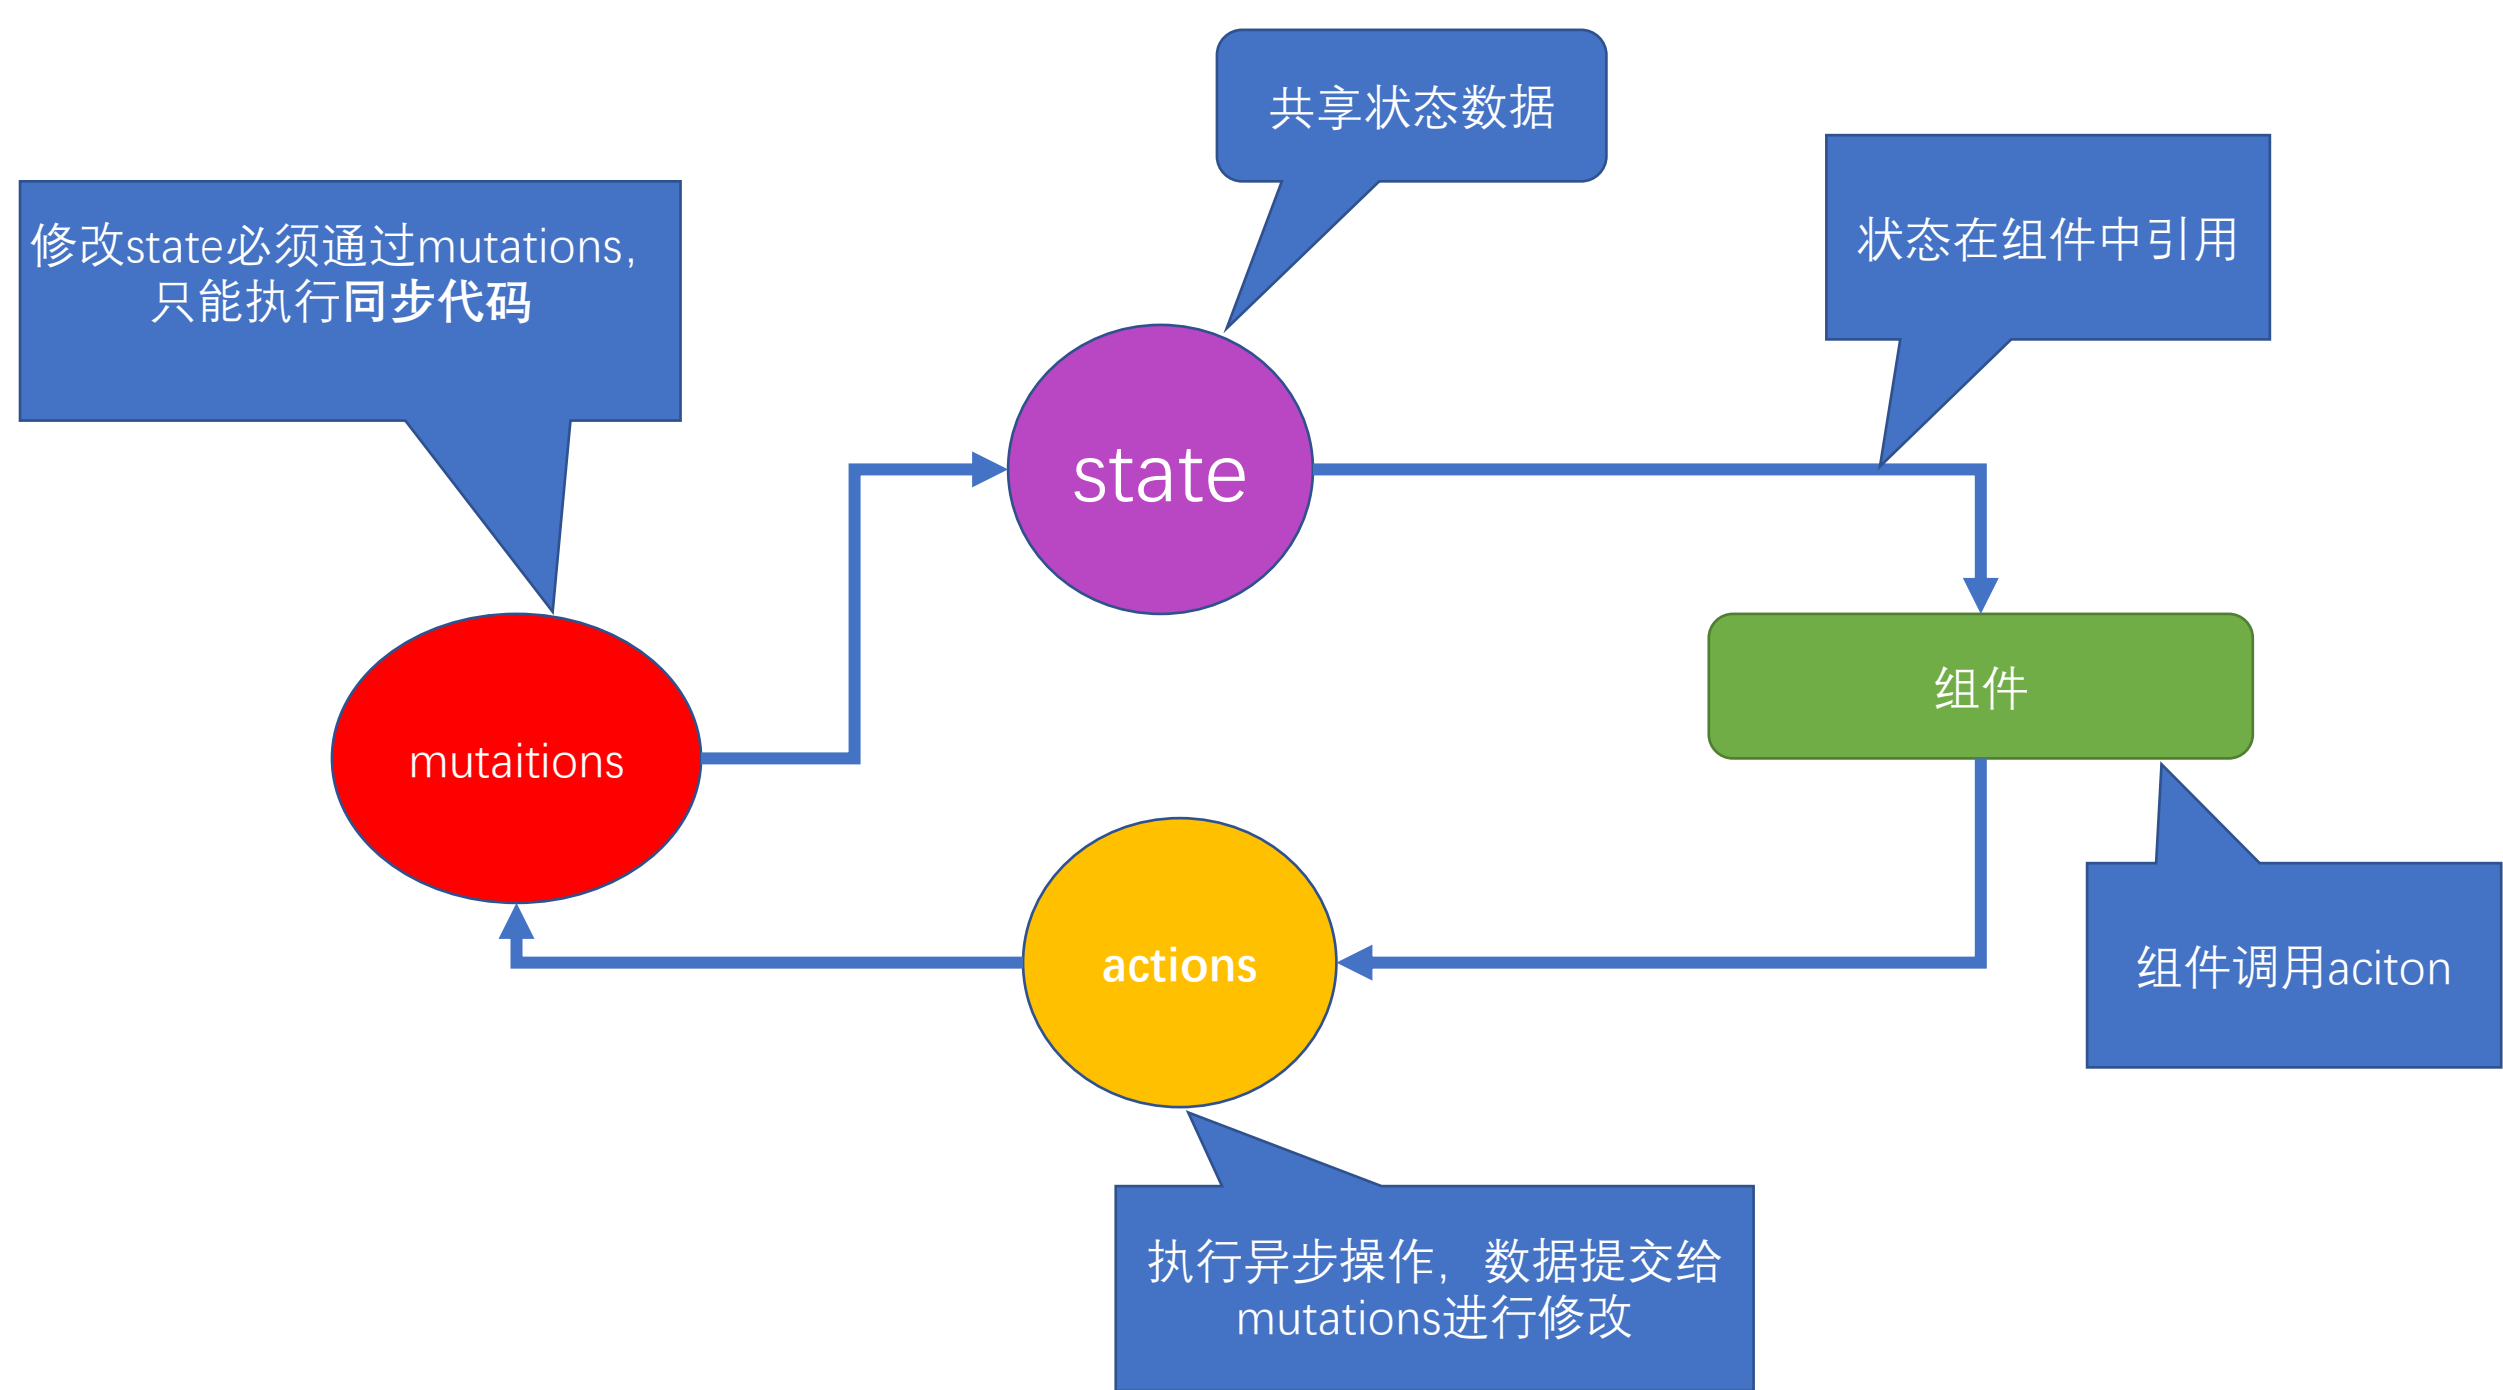 共享状态数据
状态在组件中引用
修改state必须通过mutations,
只能执行同步代码
state
组件
mutaitions
actions
组件调用aciton
执行异步操作，数据提交给
mutations进行修改